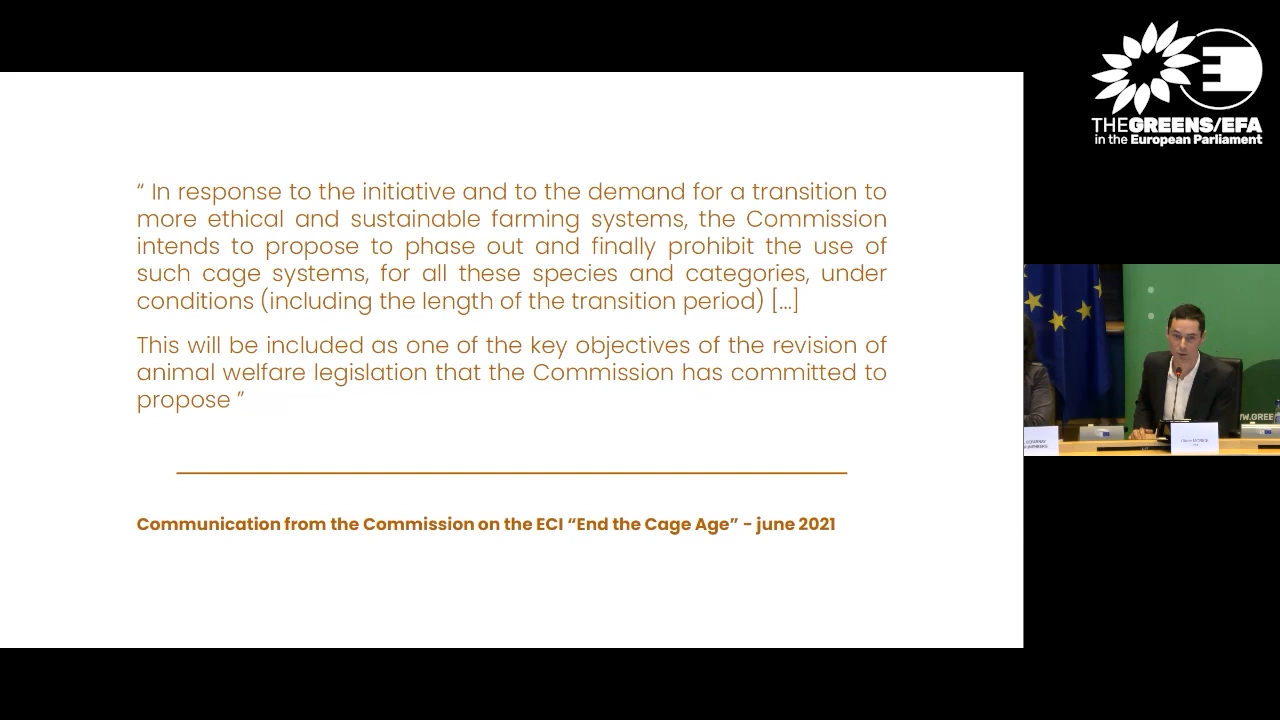 “ In response to the initiative and to the demand for a transition to
more ethical and sustainable farming systems, the Commission
intends to propose to phase out and finally prohibit the use of
such cage systems, for all these species and categories, under
conditions (including the length of the transition period) [...]
This will be included as one of the key objectives of the revision of
animal welfare legislation that the Commission has committed to
propose ”
Communication from the Commission on the ECI “End the Cage Age” - june 2021
THE GREENS/EFA
in the European Parliament